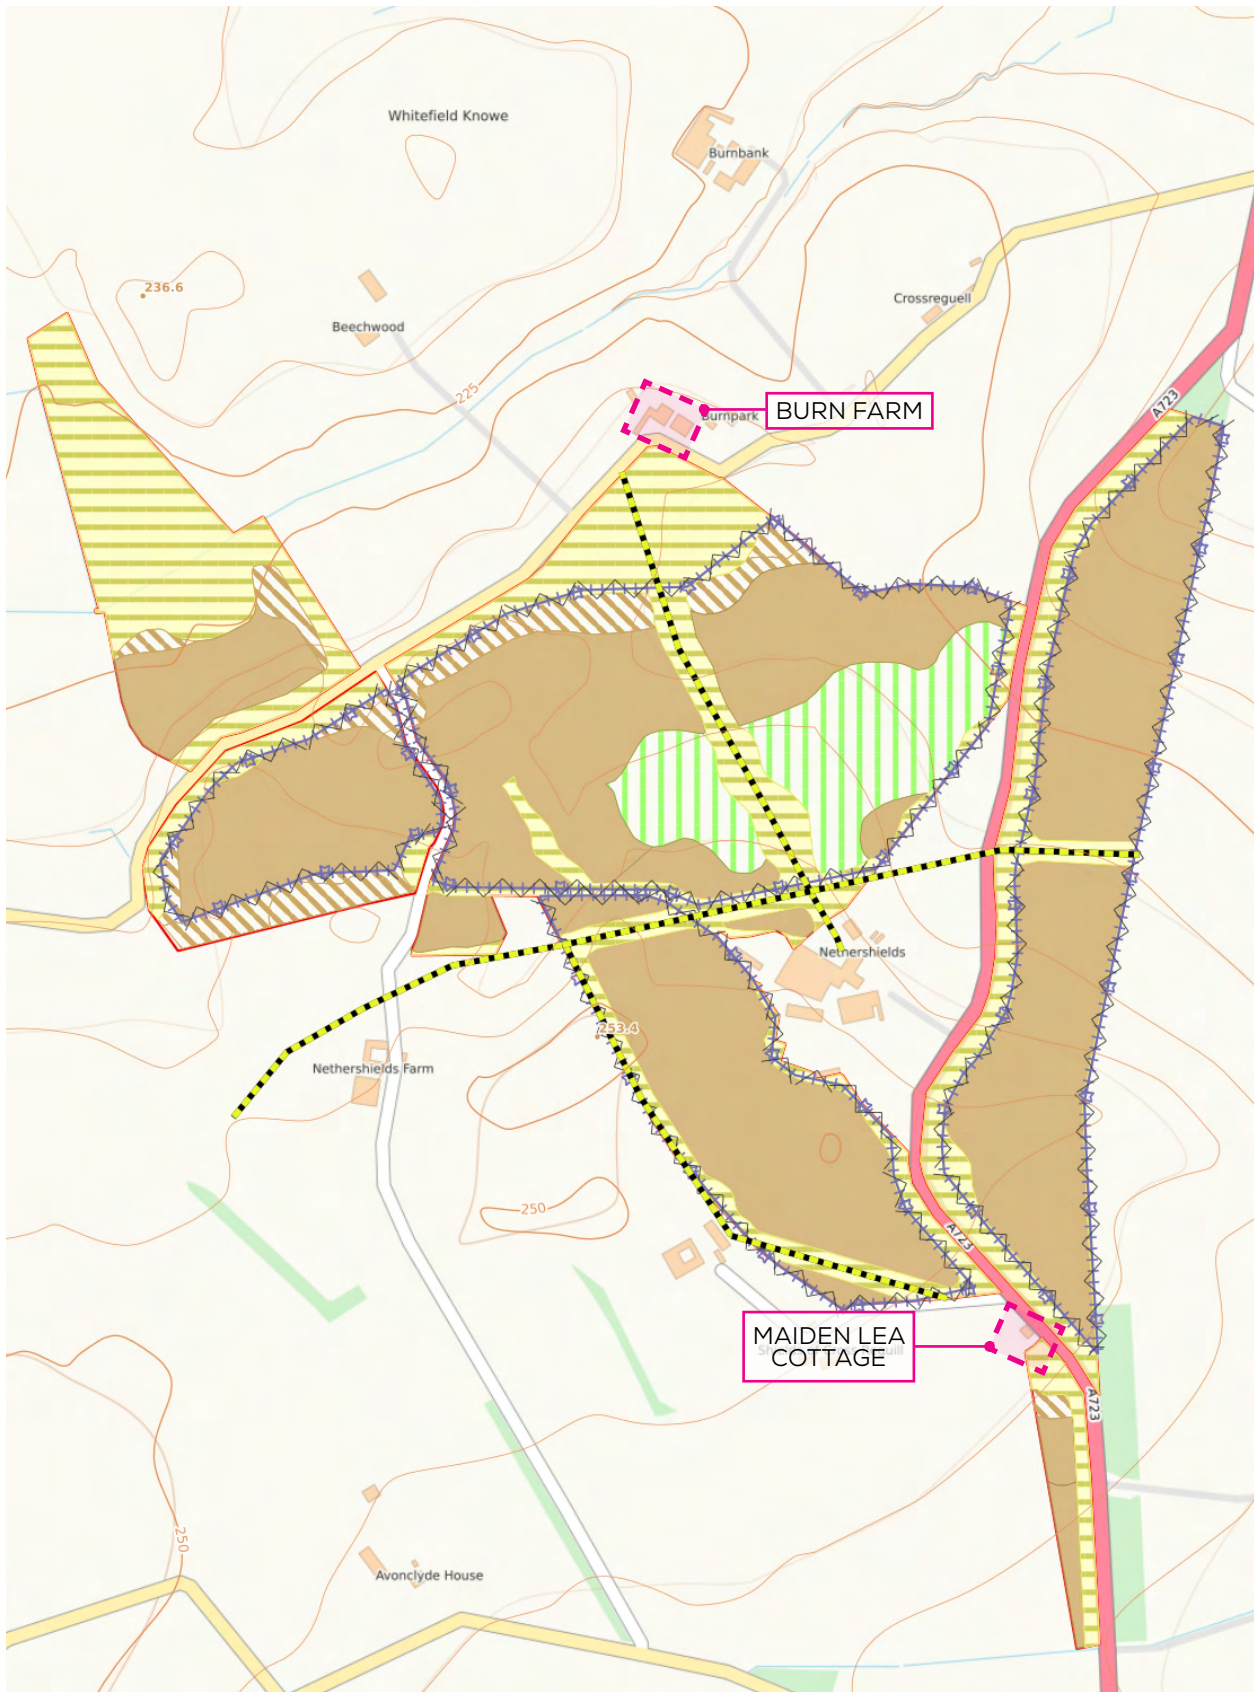 Whitefield Knowe
Burnbank
236.6
Crossreguell
Beechwood
225
A723
BURN FARM
Burnpark
Nethershields
253.4
Nethershields Farm
250
A723
MAIDEN LEA
COTTAGE
A723
250
Avonclyde House